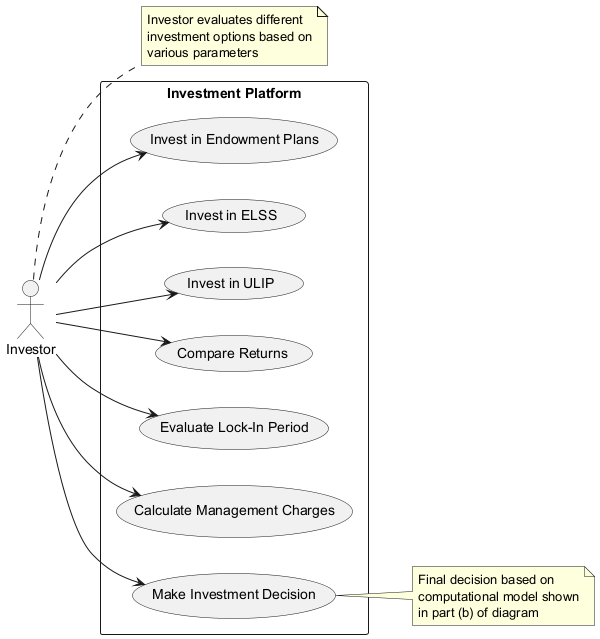 Investor evaluates different
investment options based on
various parameters
Investment Platform
Invest in Endowment Plans
Invest in ELSS
Invest in ULIP
Investor
Compare Returns
Evaluate Lock-In Period
Calculate Management Charges
Make Investment Decision
Final decision based on
computational model shown
in part (b) of diagram